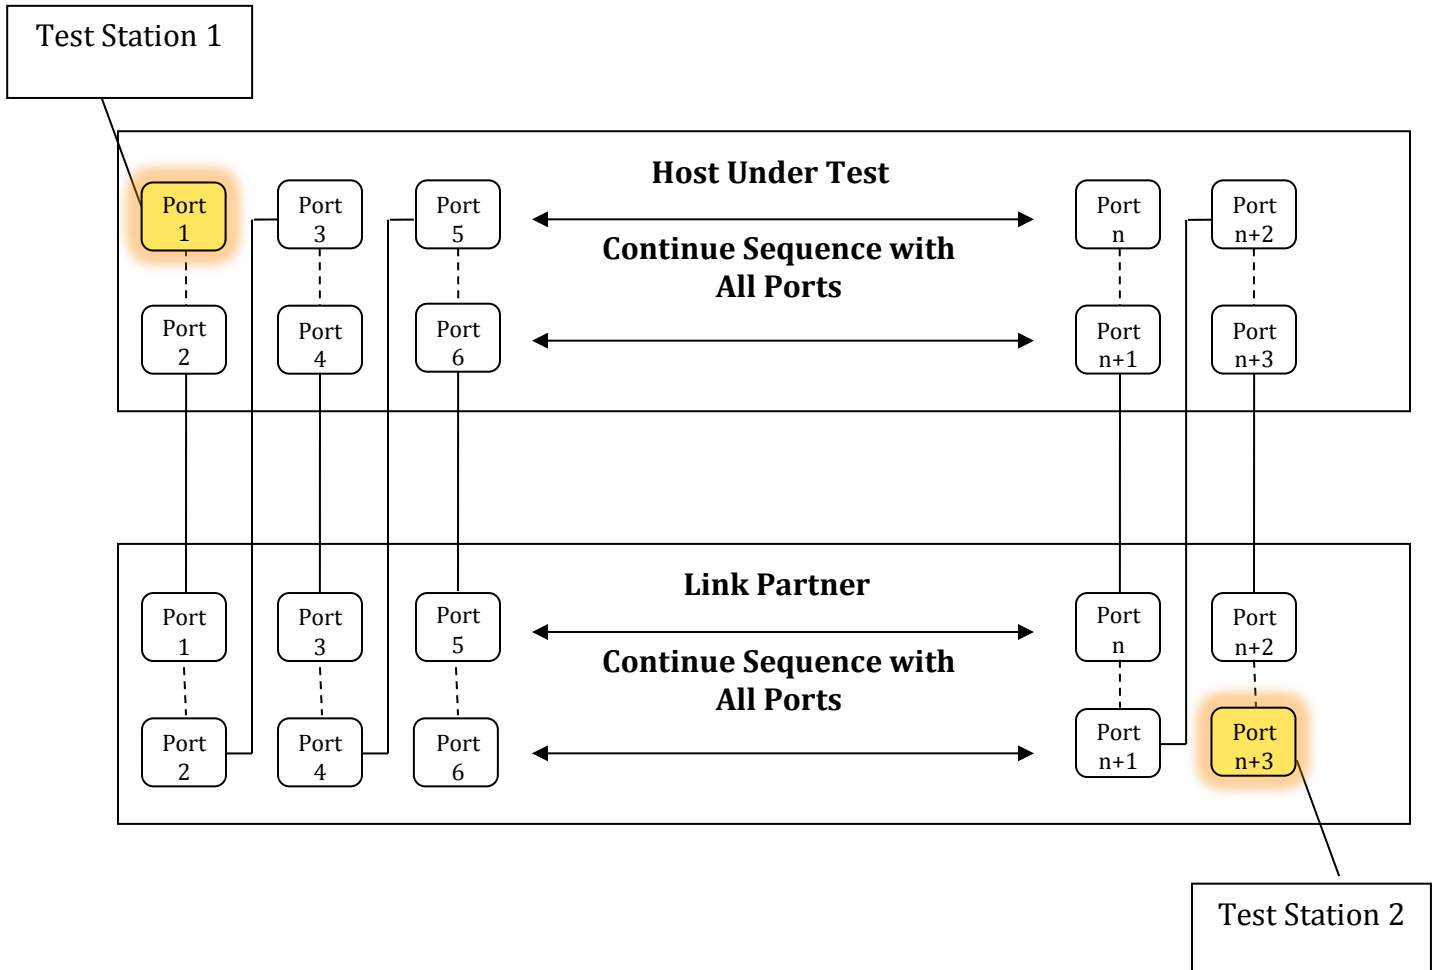 Test Station 1
Host Under Test
Port
1
Port
3
Port
5
Port
n
Port
n+2
Continue Sequence with
All Ports
Port
2
Port
4
Port
6
Port
n+1
Port
n+3
Link Partner
Port
1
Port
3
Port
5
Port
n
Port
n+2
Continue Sequence with
All Ports
Port
2
Port
4
Port
6
Port
n+1
Port
n+3
Test Station 2